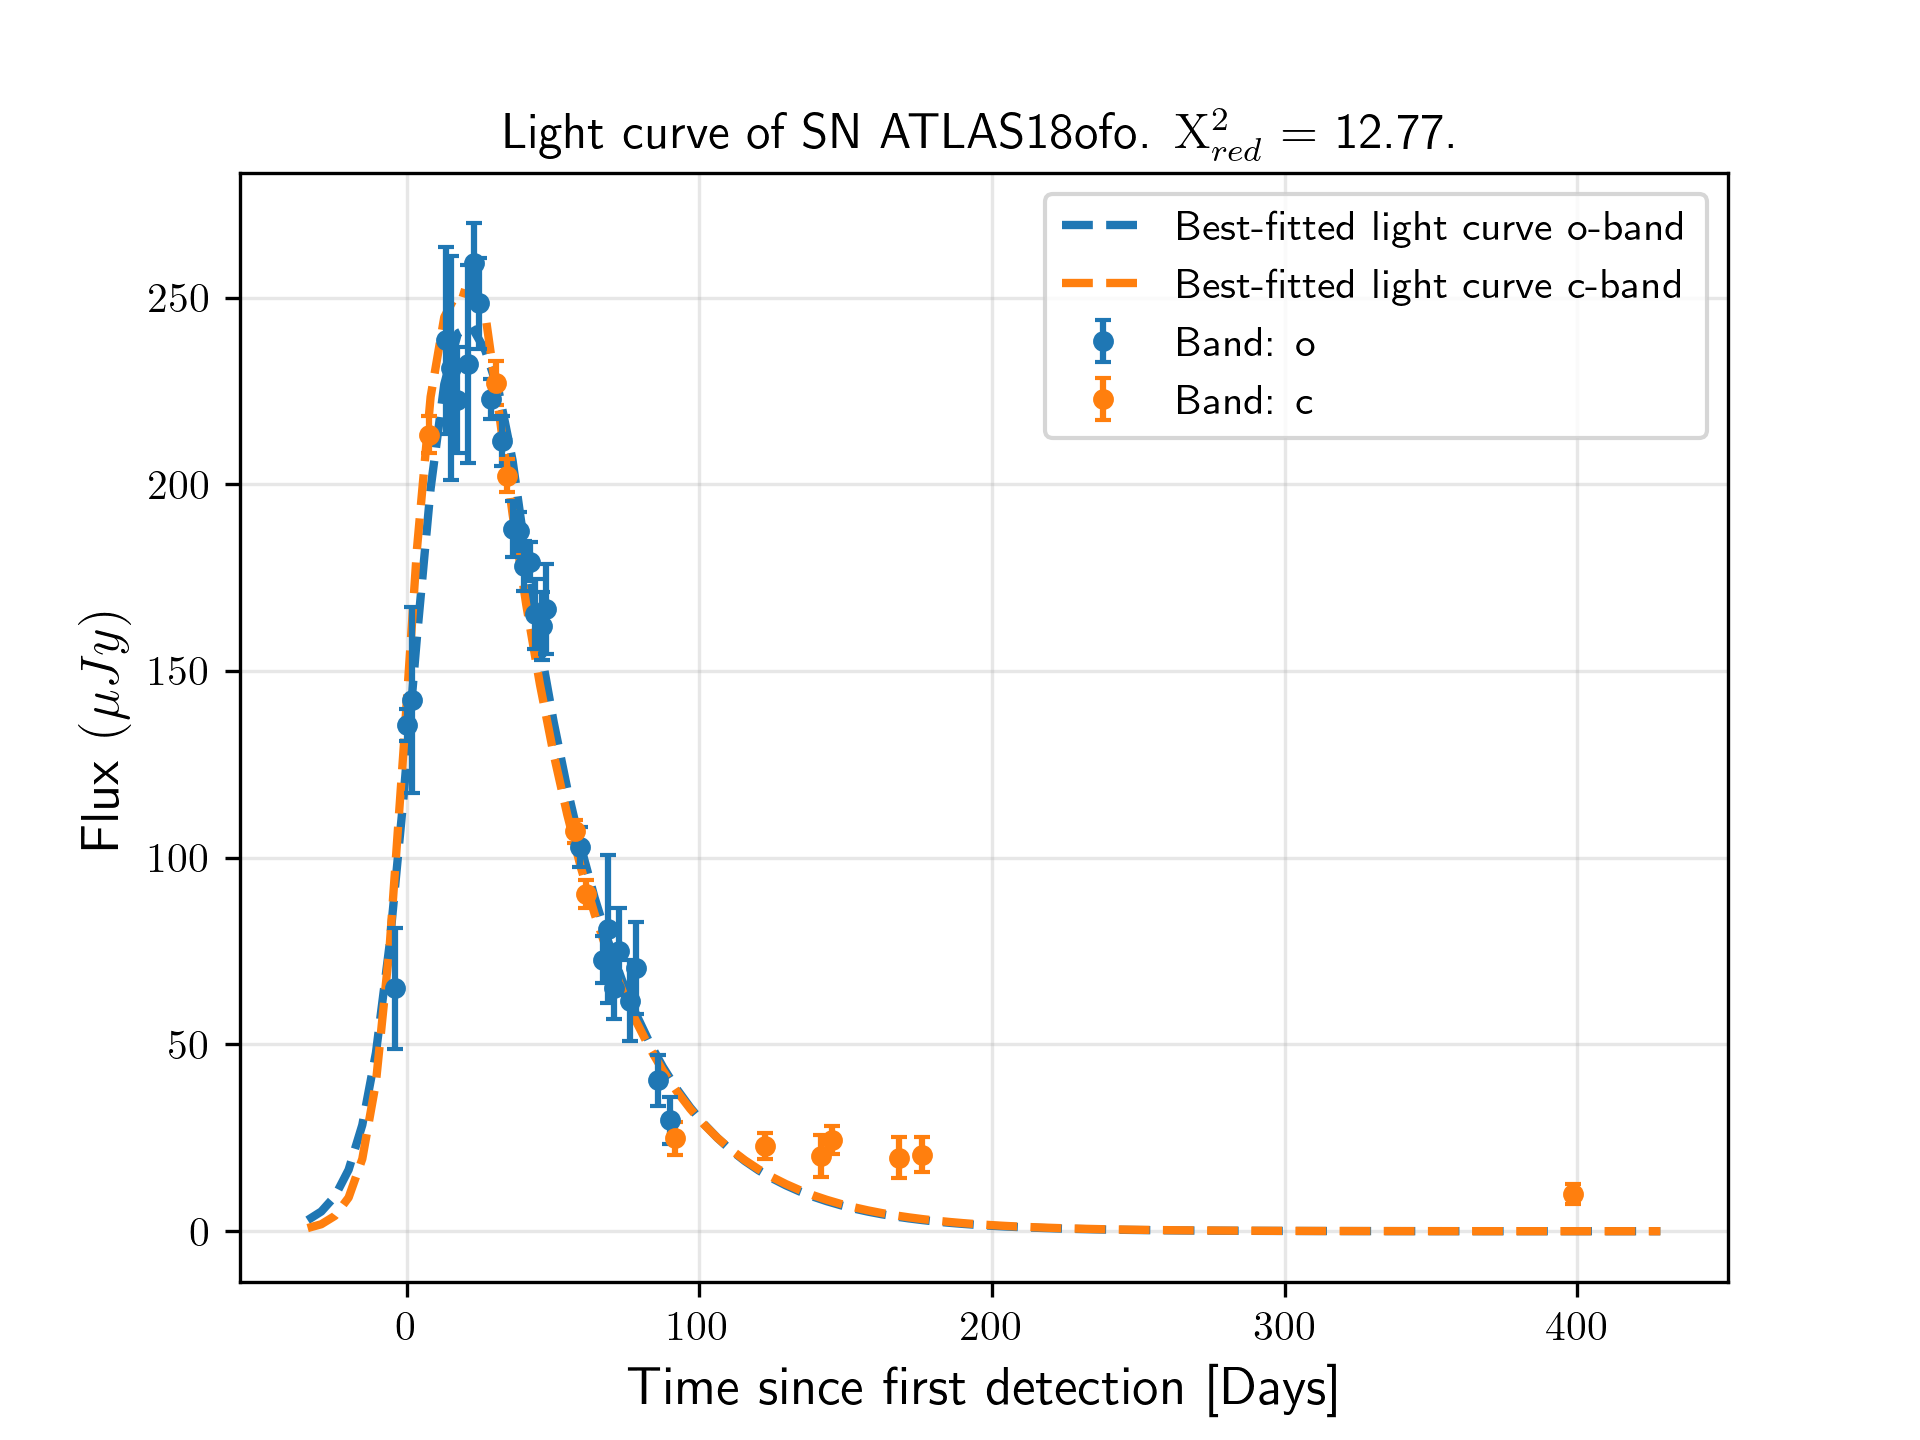 Light curve of SN ATLAS18ofo. X²_red = 12.77.
Best-fitted light curve o-band
Best-fitted light curve c-band
Band: o
Band: c
Flux (μJy)
250
200
150
100
50
0
0 100 200 300 400
Time since first detection [Days]